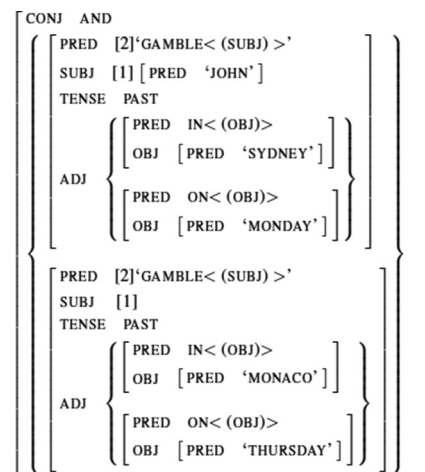 CONJ AND
PRED [2]‘GAMBLE< (SUBJ) >’
SUBJ [1] [PRED ‘JOHN’]
TENSE PAST
PRED IN< (OBJ)>
OBJ [PRED ‘SYDNEY’]
ADJ
PRED ON< (OBJ)>
OBJ [PRED ‘MONDAY’]
PRED [2]‘GAMBLE< (SUBJ) >’
SUBJ [1]
TENSE PAST
PRED IN< (OBJ)>
OBJ [PRED ‘MONACO’]
ADJ
PRED ON< (OBJ)>
OBJ [PRED ‘THURSDAY’]